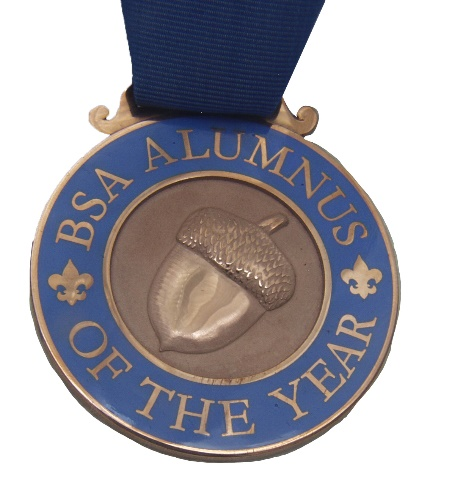 BSA ALUMNUS
OF THE YEAR